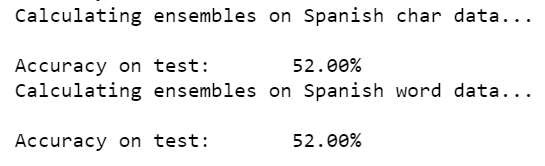 Calculating ensembles on Spanish char data...
Accuracy on test: 52.00%
Calculating ensembles on Spanish word data...
Accuracy on test: 52.00%